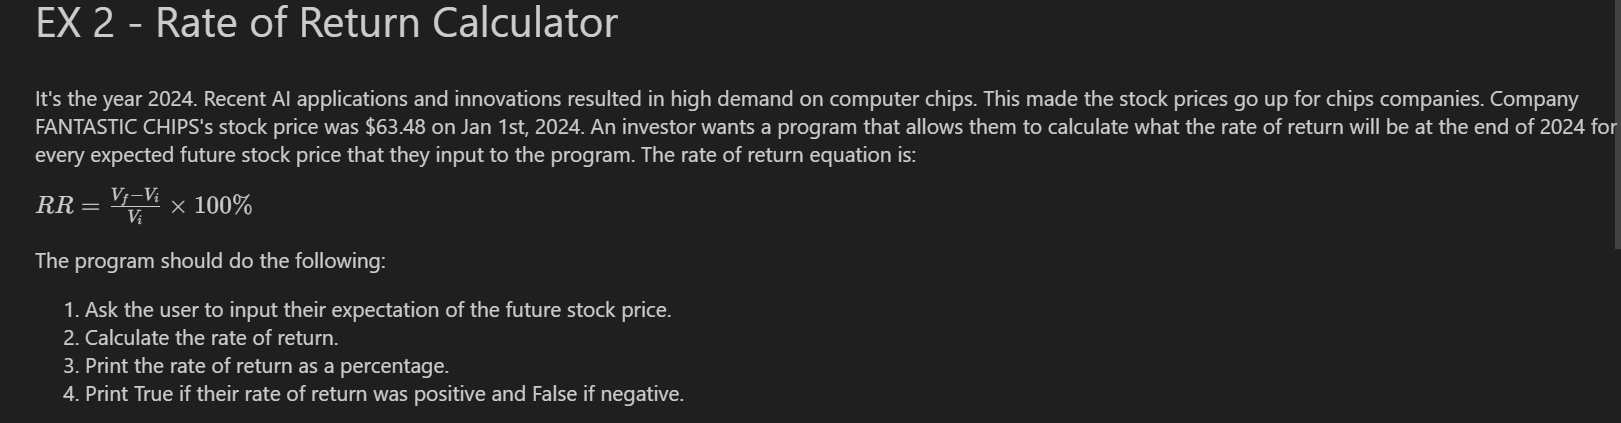 EX 2 - Rate of Return Calculator
It's the year 2024. Recent AI applications and innovations resulted in high demand on computer chips. This made the stock prices go up for chips companies. Company
FANTASTIC CHIPS's stock price was $63.48 on Jan 1st, 2024. An investor wants a program that allows them to calculate what the rate of return will be at the end of 2024 for
every expected future stock price that they input to the program. The rate of return equation is:
RR = \frac{V_f - V_i}{V_i} × 100%
The program should do the following:
1. Ask the user to input their expectation of the future stock price.
2. Calculate the rate of return.
3. Print the rate of return as a percentage.
4. Print True if their rate of return was positive and False if negative.